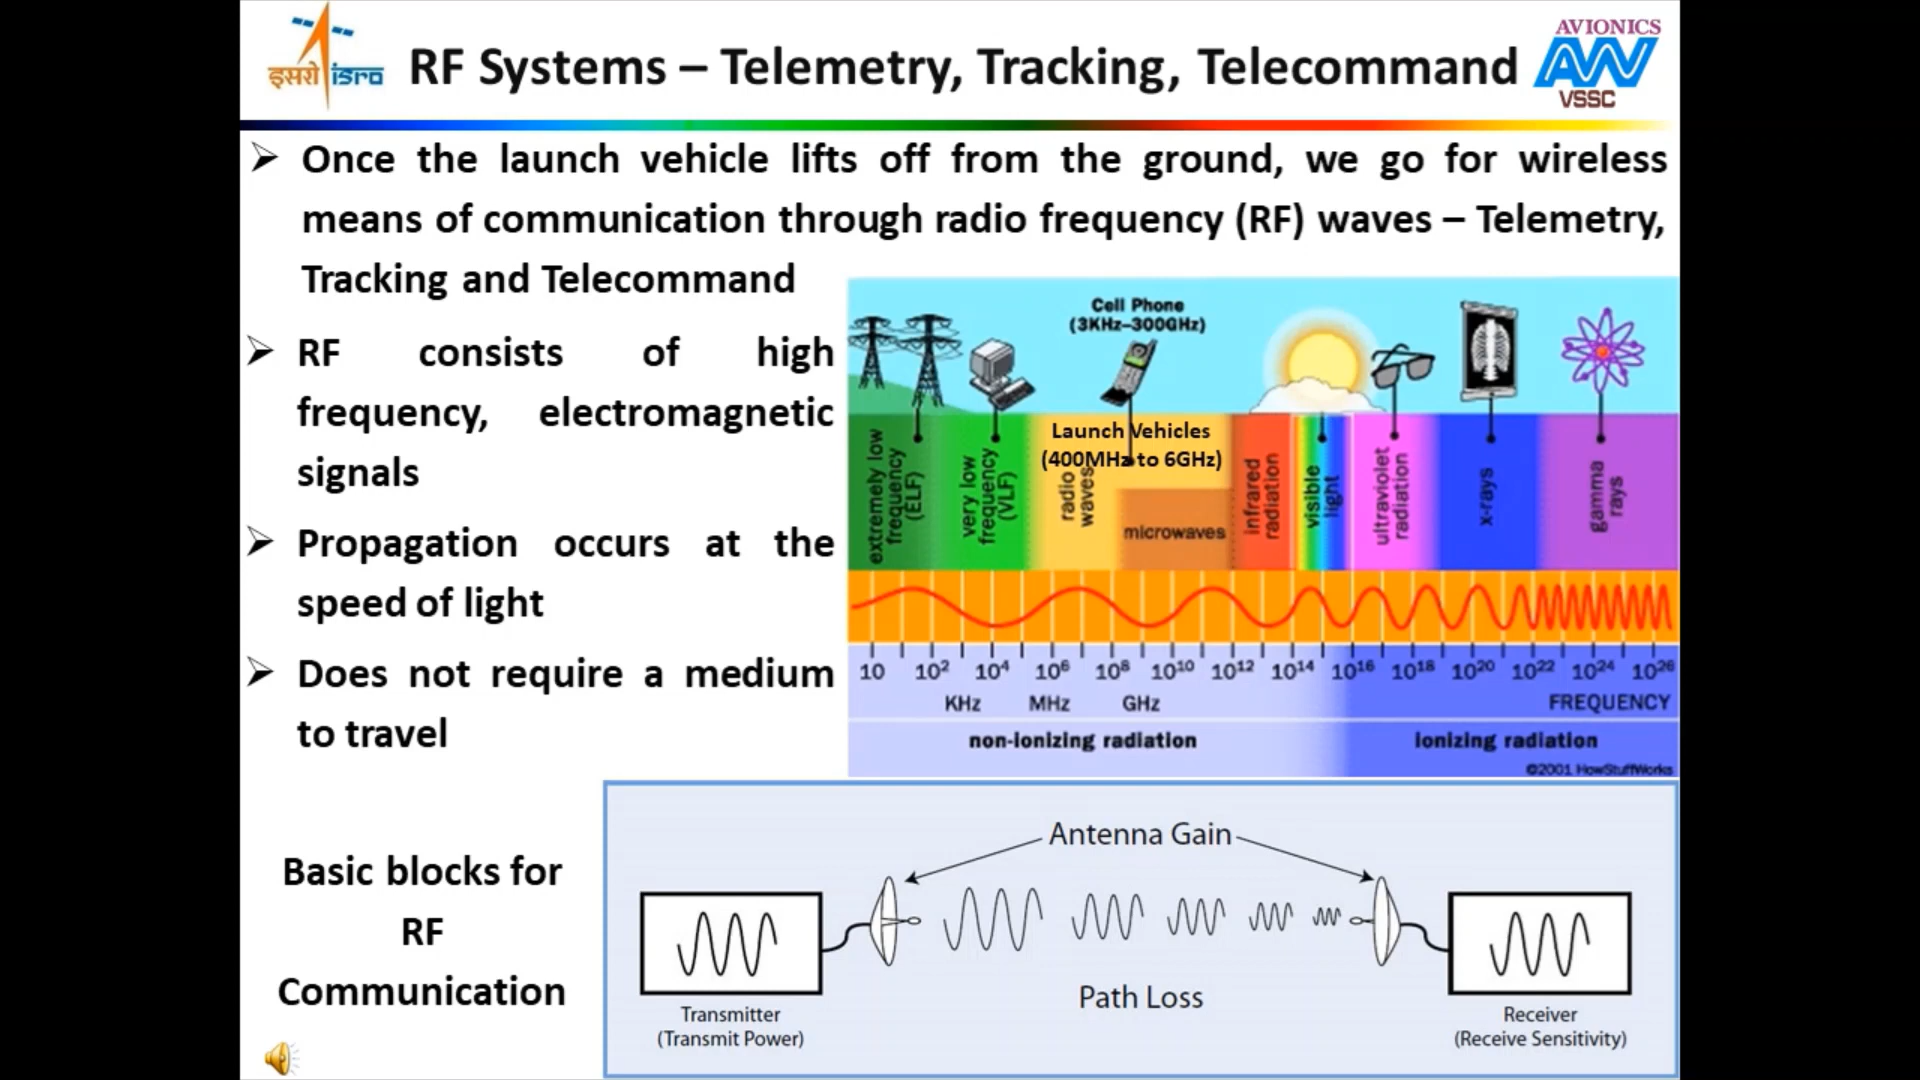 इसरो isro
RF Systems – Telemetry, Tracking, Telecommand
AVIONICS
AVV
VSSC
➢ Once the launch vehicle lifts off from the ground, we go for wireless
means of communication through radio frequency (RF) waves – Telemetry,
Tracking and Telecommand
➢ RF consists of high
frequency, electromagnetic
signals
➢ Propagation occurs at the
speed of light
➢ Does not require a medium
to travel
Cell Phone
(3KHz–300GHz)
Launch Vehicles
(400MHz to 6GHz)
extremely low
frequency
(ELF)
very low
frequency
(VLF)
radio
waves
microwaves
infrared
radiation
visible
light
ultraviolet
radiation
x-rays
gamma
rays
10 10² 10⁴ 10⁶ 10⁸ 10¹⁰ 10¹² 10¹⁴ 10¹⁶ 10¹⁸ 10²⁰ 10²² 10²⁴ 10²⁶
KHz MHz GHz FREQUENCY
non-ionizing radiation ionizing radiation
©2001 HowStuffWorks
Basic blocks for
RF
Communication
Antenna Gain
Path Loss
Transmitter
(Transmit Power)
Receiver
(Receive Sensitivity)